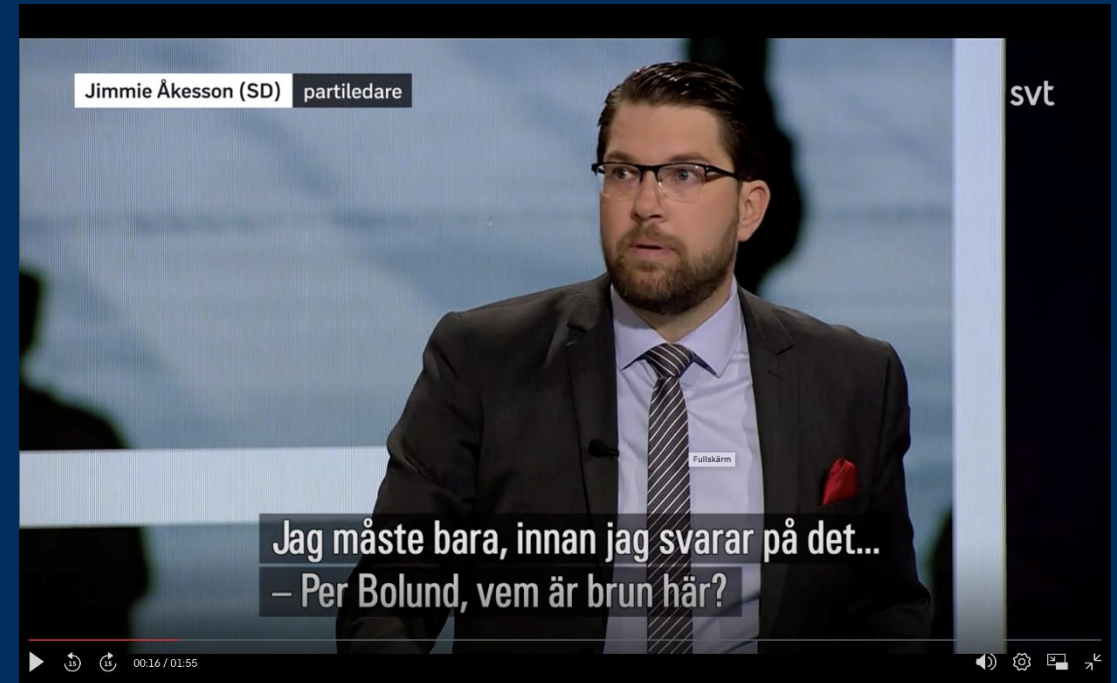 Jimmie Åkesson (SD) partiledare
svt
Fullskärm
Jag måste bara, innan jag svarar på det...
– Per Bolund, vem är brun här?
15 15 00:16 / 01:55